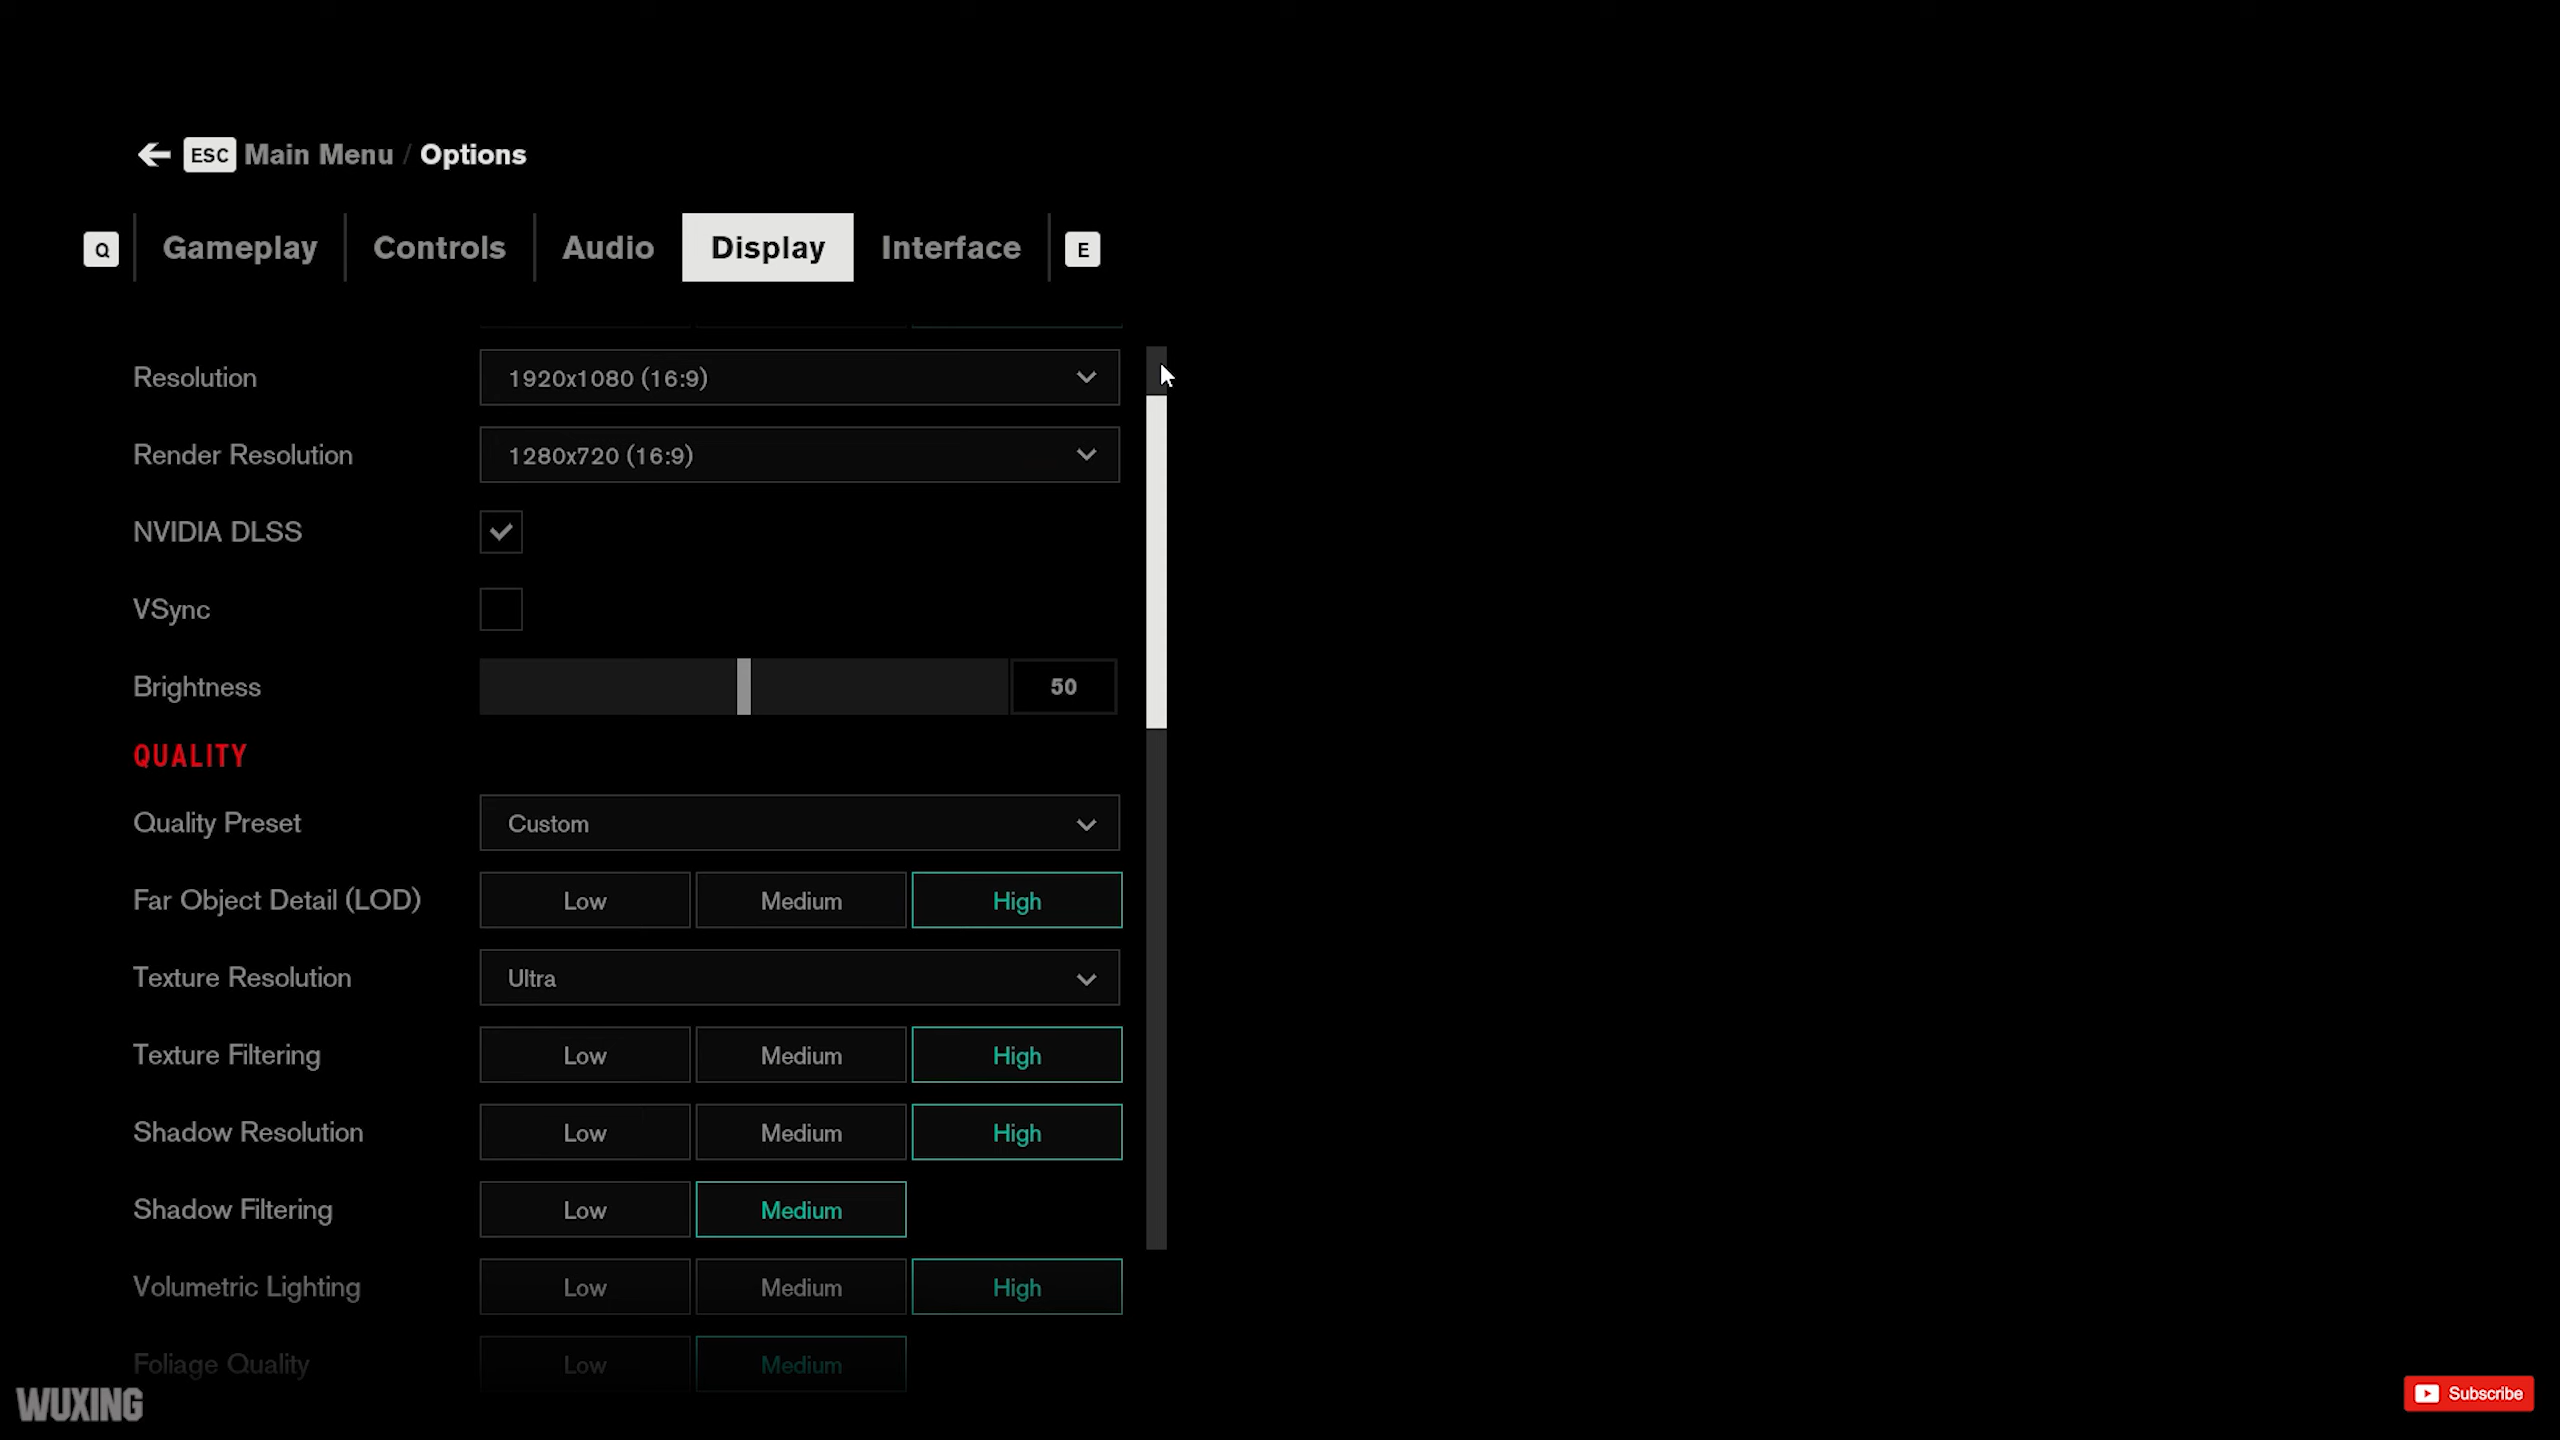 ESC Main Menu / Options
Q Gameplay Controls Audio Display Interface E
Resolution 1920x1080 (16:9)
Render Resolution 1280x720 (16:9)
NVIDIA DLSS
VSync
Brightness 50
QUALITY
Quality Preset Custom
Far Object Detail (LOD) Low Medium High
Texture Resolution Ultra
Texture Filtering Low Medium High
Shadow Resolution Low Medium High
Shadow Filtering Low Medium
Volumetric Lighting Low Medium High
Foliage Quality Low Medium
WUXING
Subscribe